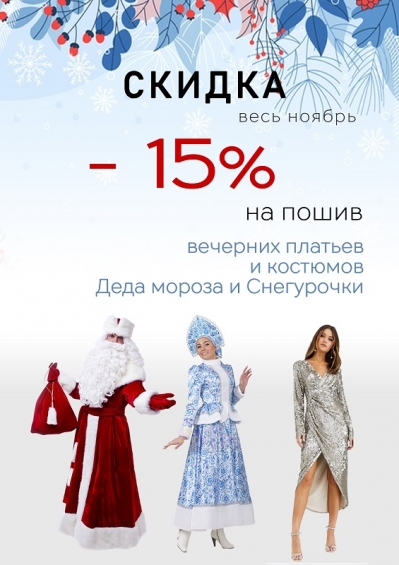 СКИДКА
весь ноябрь
- 15%
на пошив
вечерних платьев
и костюмов
Деда мороза и Снегурочки